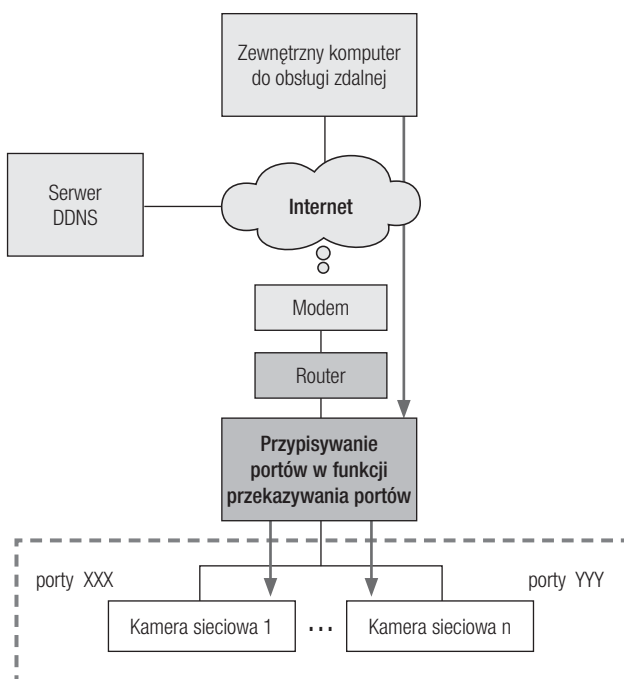 Zewnętrzny komputer
do obsługi zdalnej
Serwer
DDNS
Internet
Modem
Router
Przypisywanie
portów w funkcji
przekazywania portów
porty XXX
porty YYY
Kamera sieciowa 1
...
Kamera sieciowa n